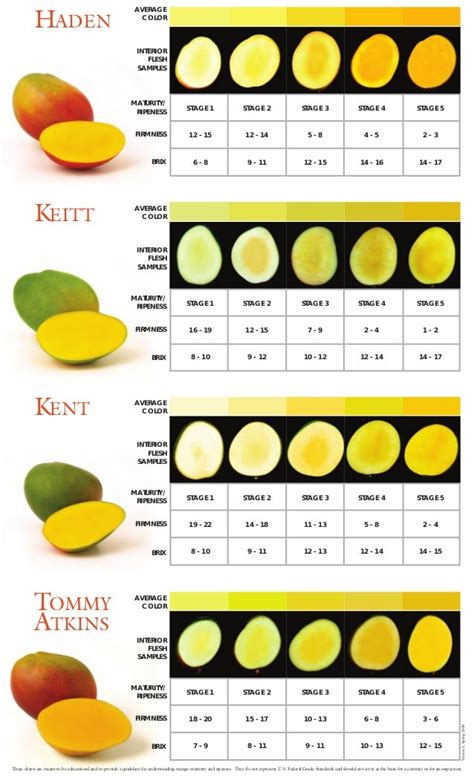 HADEN
AVERAGE
COLOR
INTERIOR
FLESH
SAMPLES
MATURITY/
RIPENESS STAGE 1 STAGE 2 STAGE 3 STAGE 4 STAGE 5
FIRMNESS 12 - 15 12 - 14 5 - 8 4 - 5 2 - 3
BRIX 6 - 8 9 - 11 12 - 15 14 - 16 14 - 17
KEITT
AVERAGE
COLOR
INTERIOR
FLESH
SAMPLES
MATURITY/
RIPENESS STAGE 1 STAGE 2 STAGE 3 STAGE 4 STAGE 5
FIRMNESS 16 - 19 12 - 15 7 - 9 2 - 4 1 - 2
BRIX 8 - 10 9 - 12 10 - 12 12 - 14 14 - 17
KENT
AVERAGE
COLOR
INTERIOR
FLESH
SAMPLES
MATURITY/
RIPENESS STAGE 1 STAGE 2 STAGE 3 STAGE 4 STAGE 5
FIRMNESS 19 - 22 14 - 18 11 - 13 5 - 8 2 - 4
BRIX 8 - 10 9 - 11 12 - 13 12 - 14 14 - 15
TOMMY
ATKINS
AVERAGE
COLOR
INTERIOR
FLESH
SAMPLES
MATURITY/
RIPENESS STAGE 1 STAGE 2 STAGE 3 STAGE 4 STAGE 5
FIRMNESS 18 - 20 15 - 17 10 - 13 6 - 8 3 - 6
BRIX 7 - 9 8 - 11 11 - 13 12 - 14 12 - 15
These charts are meant to be educational and to provide a guideline for understanding mango maturity and ripeness. They do not represent U.S. Federal Grade Standards and should not serve as the basis for a contract or for an inspection.